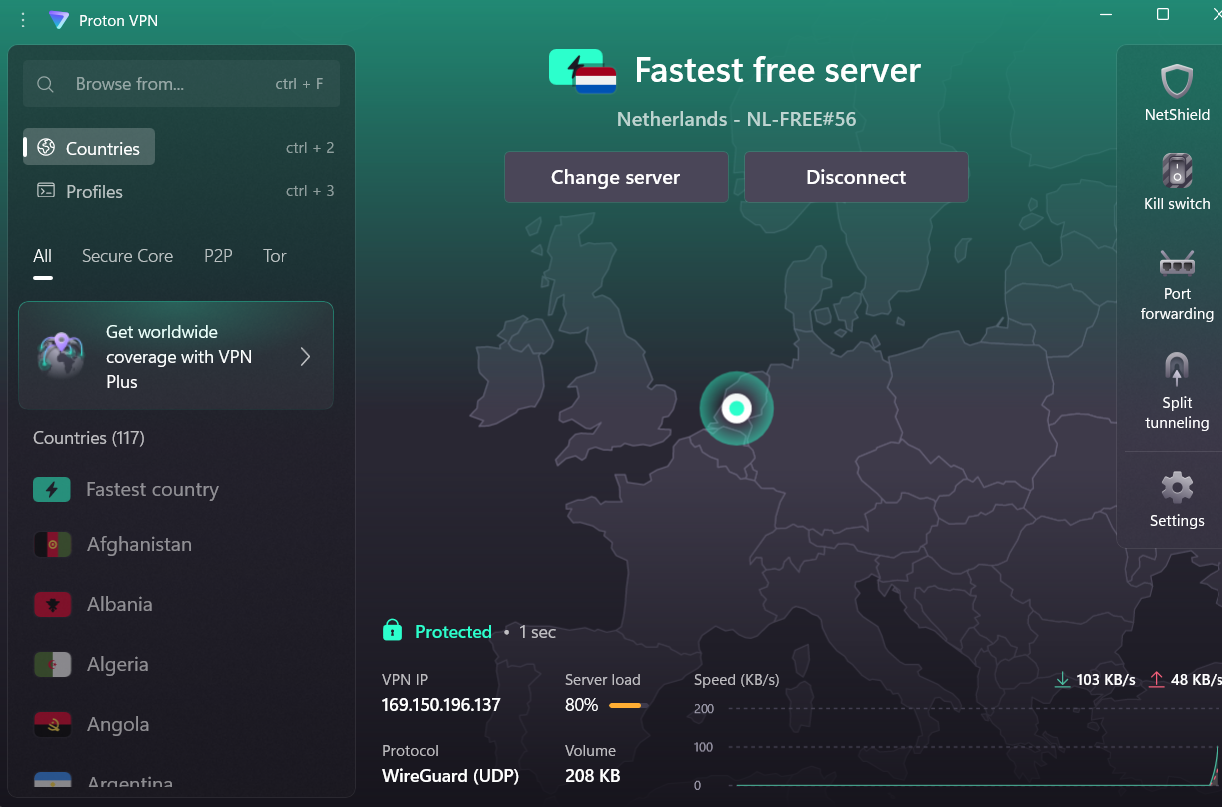 Proton VPN
Browse from...
ctrl + F
Countries
ctrl + 2
Profiles
ctrl + 3
All
Secure Core
P2P
Tor
Get worldwide
coverage with VPN
Plus
Countries (117)
Fastest country
Afghanistan
Albania
Algeria
Angola
Argentina
Fastest free server
Netherlands - NL-FREE#56
Change server
Disconnect
Protected • 1 sec
VPN IP
169.150.196.137
Server load
80%
Protocol
WireGuard (UDP)
Volume
208 KB
Speed (KB/s)
103 KB/s
48 KB/s
200
100
0
NetShield
Kill switch
Port
forwarding
Split
tunneling
Settings